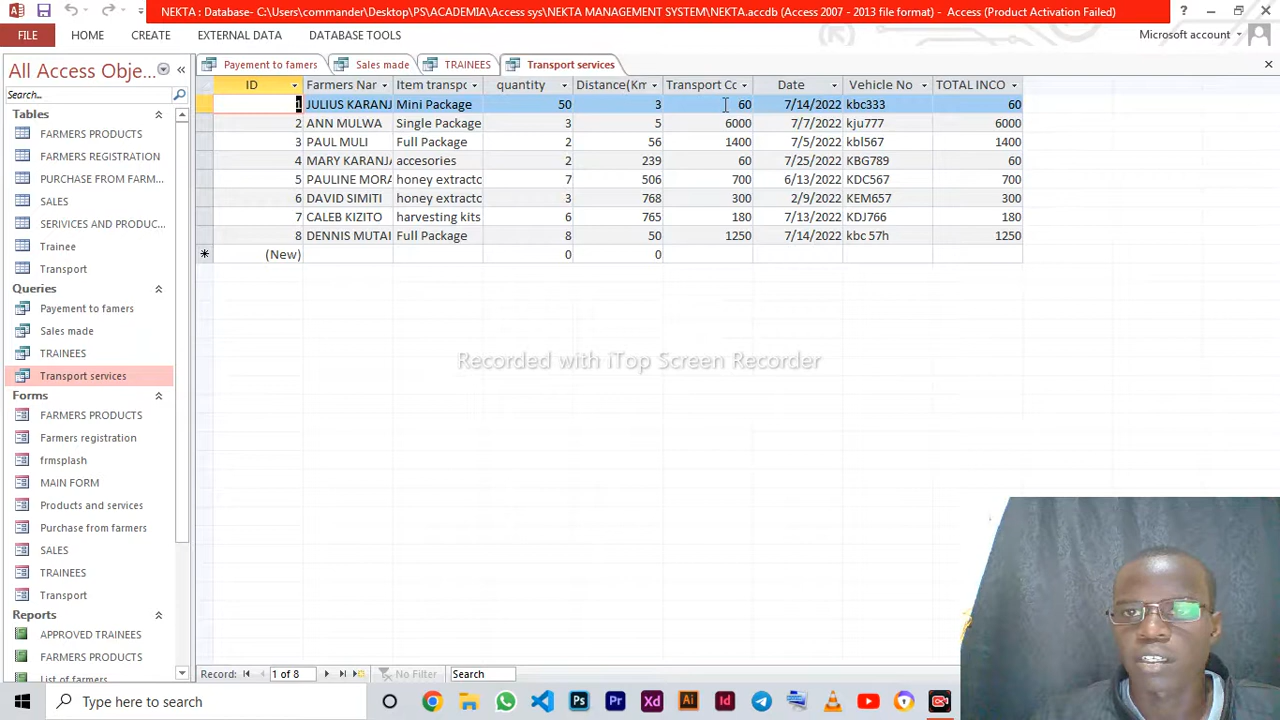 NEKTA : Database- C:\Users\commander\Desktop\PS\ACADEMIA\Access sys\NEKTA MANAGEMENT SYSTEM\NEKTA.accdb (Access 2007 - 2013 file format) - Access (Product Activation Failed)
FILE HOME CREATE EXTERNAL DATA DATABASE TOOLS Microsoft account
All Access Obje... «
Search...
Tables
FARMERS PRODUCTS
FARMERS REGISTRATION
PURCHASE FROM FARM...
SALES
SERIVICES AND PRODUC...
Trainee
Transport
Queries
Payement to famers
Sales made
TRAINEES
Transport services
Forms
FARMERS PRODUCTS
Farmers registration
frmsplash
MAIN FORM
Products and services
Purchase from farmers
SALES
TRAINEES
Transport
Reports
APPROVED TRAINEES
FARMERS PRODUCTS
List of farmers
Payement to famers Sales made TRAINEES Transport services
ID Farmers Nar Item transpo quantity Distance(Km Transport Co Date Vehicle No TOTAL INCO
1 JULIUS KARANJ Mini Package 50 3 60 7/14/2022 kbc333 60
2 ANN MULWA Single Package 3 5 6000 7/7/2022 kju777 6000
3 PAUL MULI Full Package 2 56 1400 7/5/2022 kbl567 1400
4 MARY KARANJA accesories 2 239 60 7/25/2022 KBG789 60
5 PAULINE MORA honey extracto 7 506 700 6/13/2022 KDC567 700
6 DAVID SIMITI honey extracto 3 768 300 2/9/2022 KEM657 300
7 CALEB KIZITO harvesting kits 6 765 180 7/13/2022 KDJ766 180
8 DENNIS MUTAI Full Package 8 50 1250 7/14/2022 kbc 57h 1250
(New) 0 0
Recorded with iTop Screen Recorder
Record: 1 of 8 No Filter Search
Type here to search